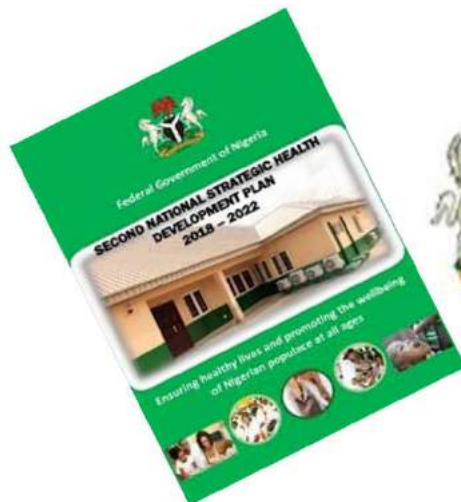 Federal Government of Nigeria
SECOND NATIONAL STRATEGIC HEALTH
DEVELOPMENT PLAN
2018 – 2022
Ensuring healthy lives and promoting the wellbeing
of Nigerian populace at all ages